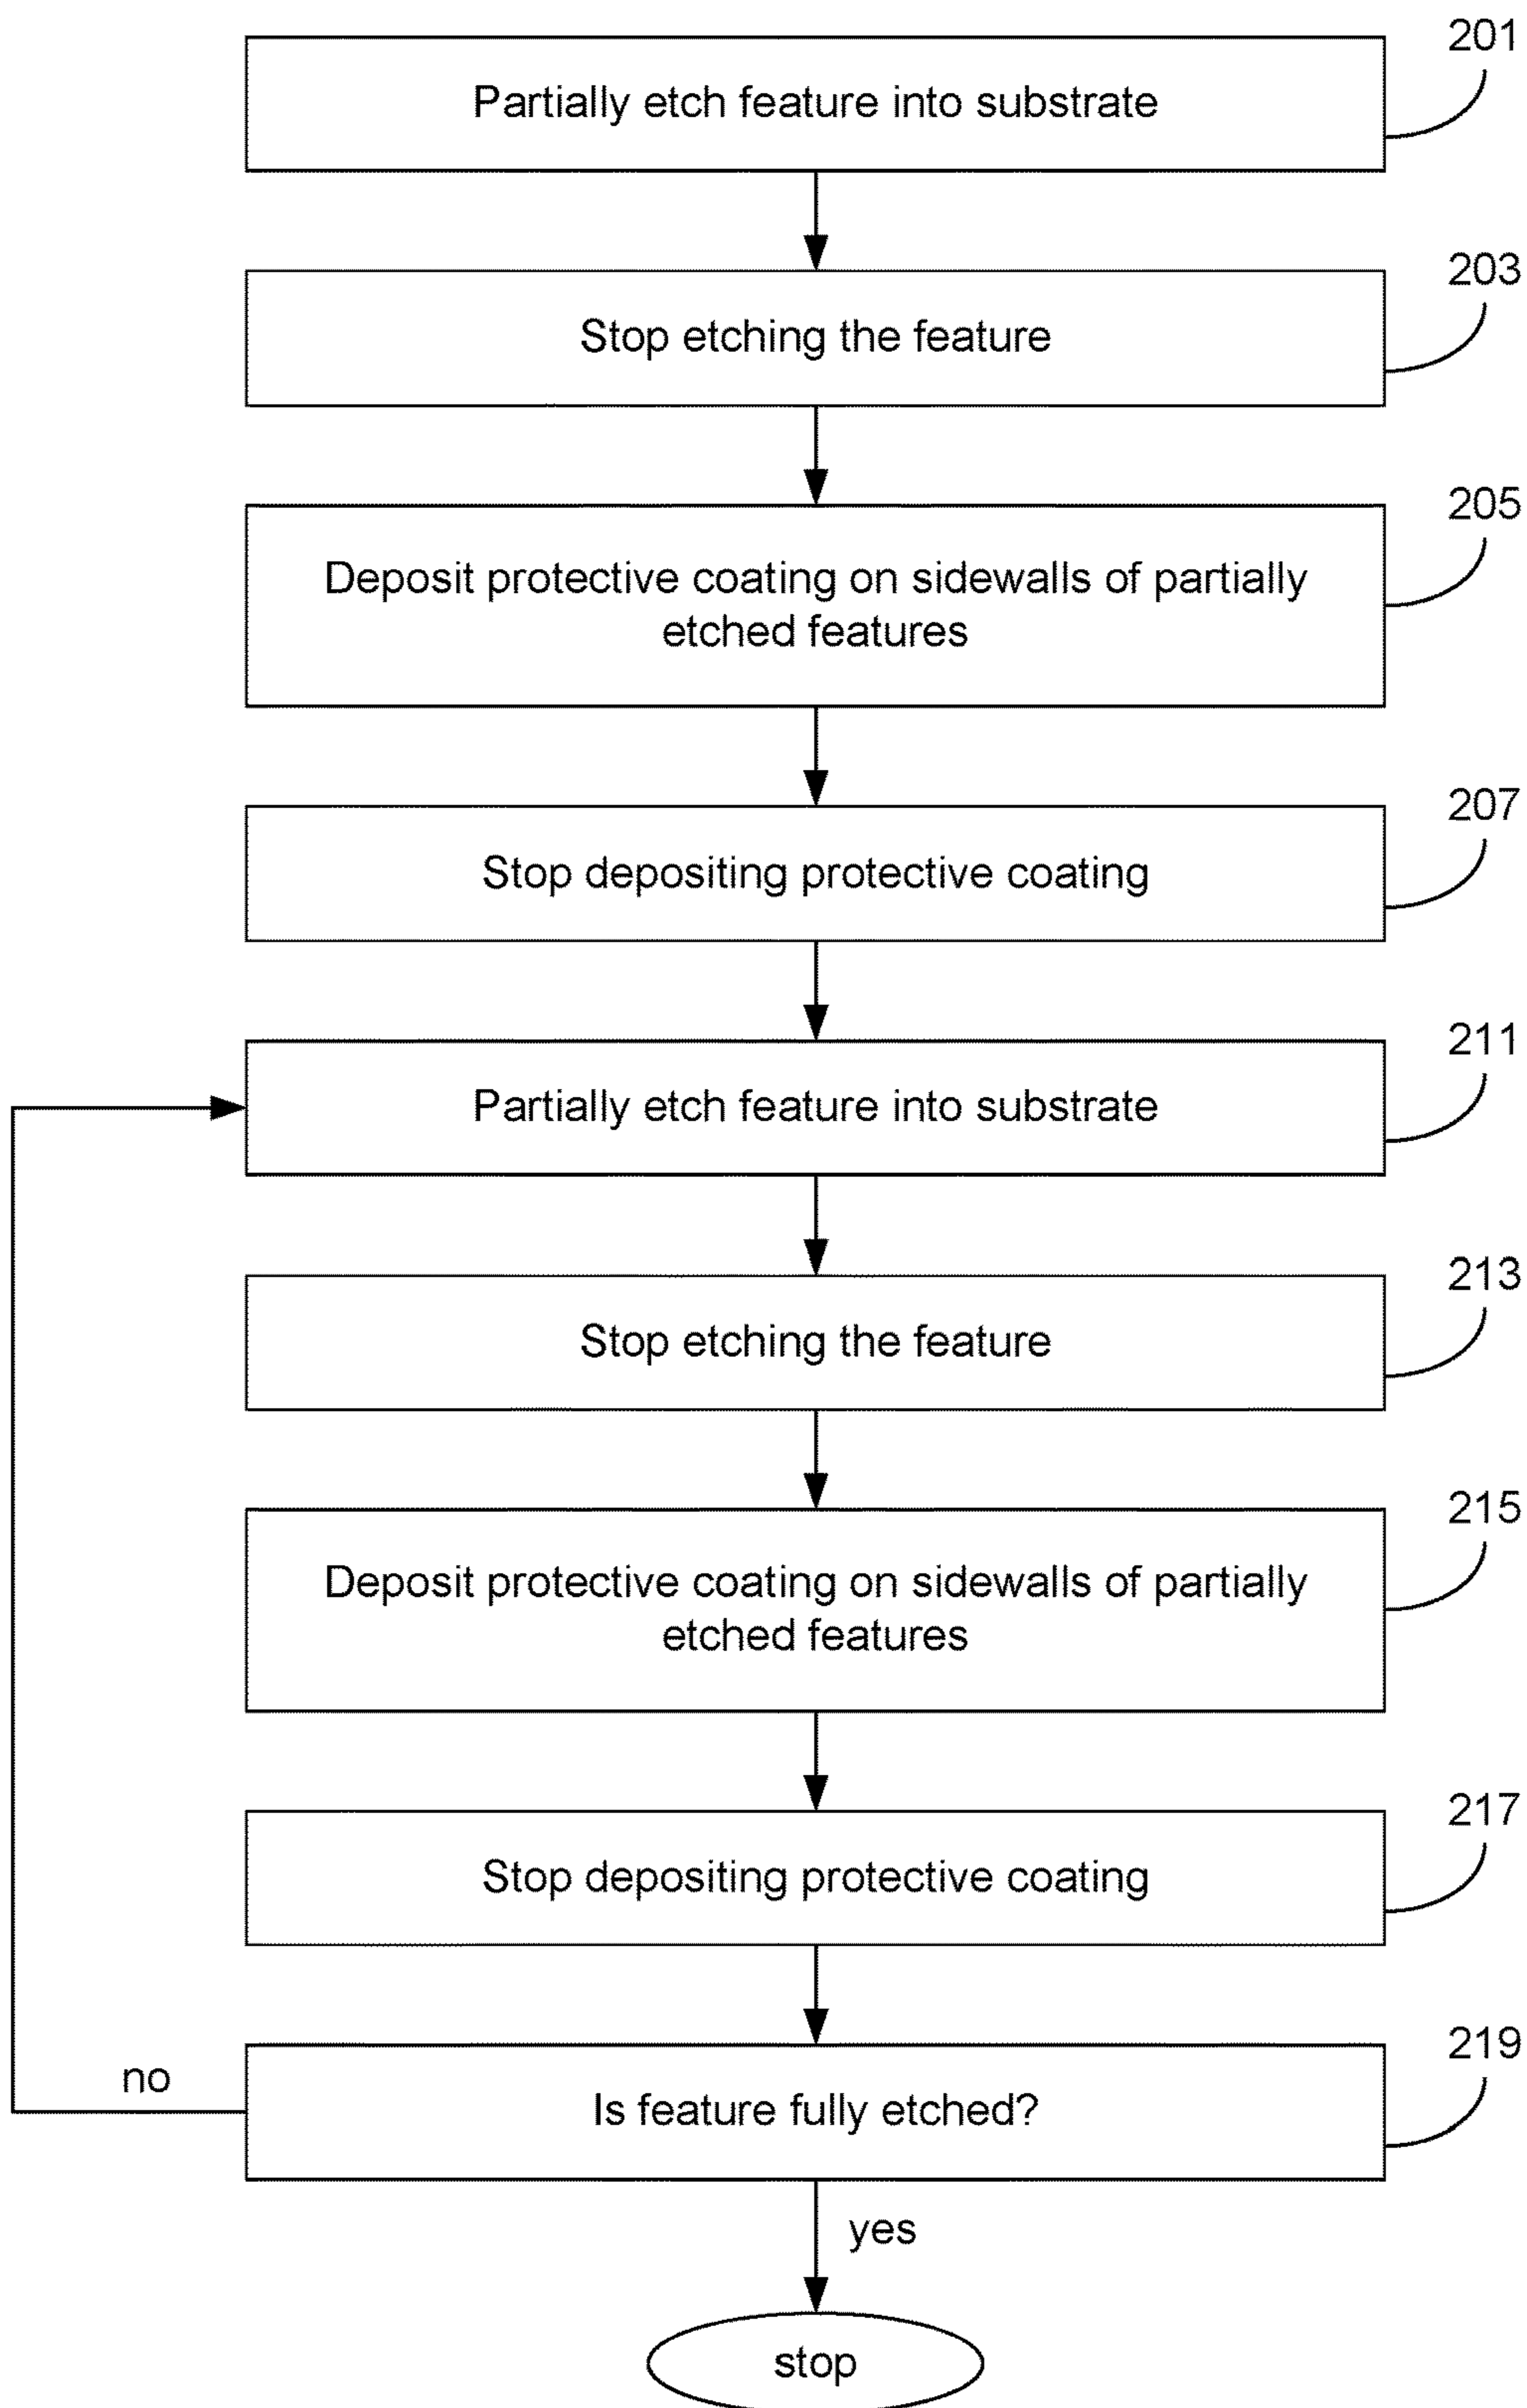 201
Partially etch feature into substrate
203
Stop etching the feature
205
Deposit protective coating on sidewalls of partially
etched features
207
Stop depositing protective coating
211
Partially etch feature into substrate
213
Stop etching the feature
215
Deposit protective coating on sidewalls of partially
etched features
217
Stop depositing protective coating
219
no
Is feature fully etched?
yes
stop